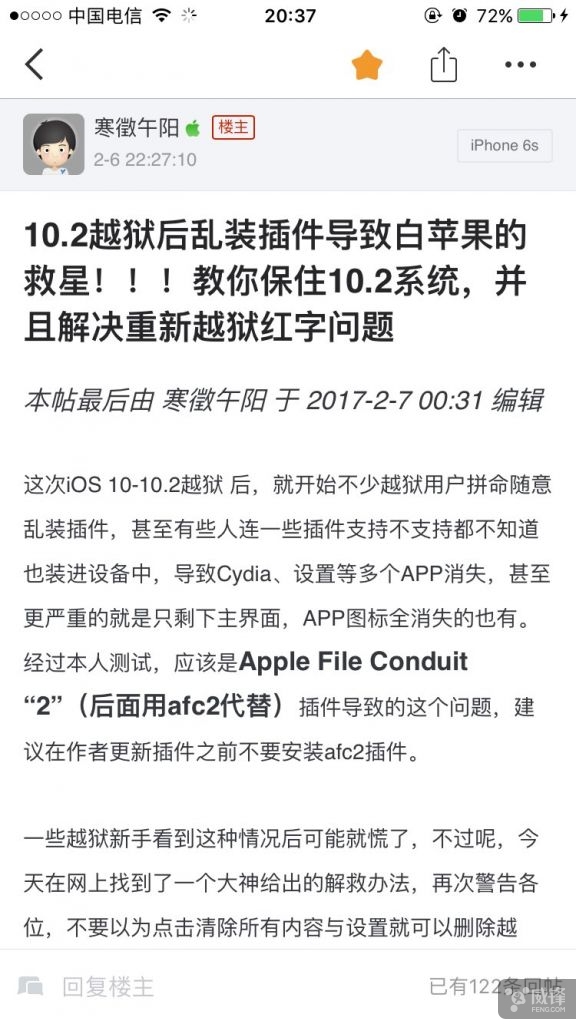 中国电信 20:37 72%
寒徵午阳 楼主
2-6 22:27:10
iPhone 6s
10.2越狱后乱装插件导致白苹果的
救星！！！教你保住10.2系统，并
且解决重新越狱红字问题
本帖最后由 寒徵午阳 于 2017-2-7 00:31 编辑
这次iOS 10-10.2越狱 后，就开始不少越狱用户拼命随意
乱装插件，甚至有些人连一些插件支持不支持都不知道
也装进设备中，导致Cydia、设置等多个APP消失，甚至
更严重的就是只剩下主界面，APP图标全消失的也有。
经过本人测试，应该是Apple File Conduit
“2”（后面用afc2代替）插件导致的这个问题，建
议在作者更新插件之前不要安装afc2插件。
一些越狱新手看到这种情况后可能就慌了，不过呢，今
天在网上找到了一个大神给出的解救办法，再次警告各
位，不要以为点击清除所有内容与设置就可以删除越
回复楼主
已有122条回帖
威锋
FENG.COM